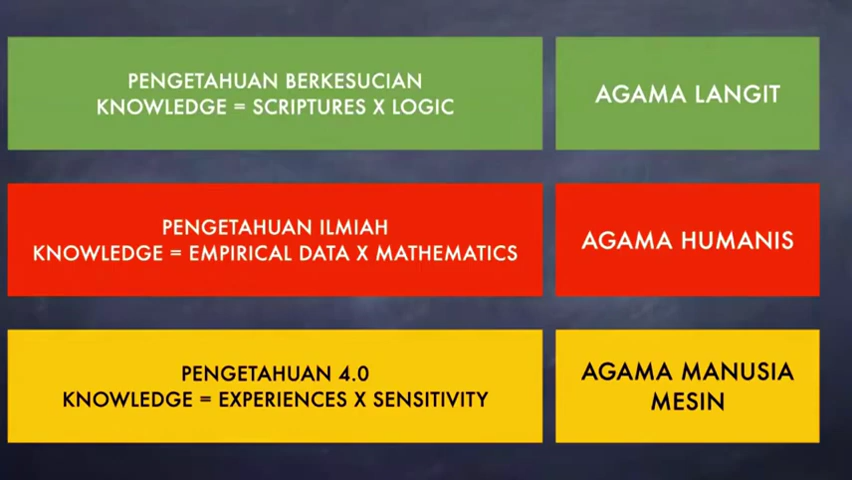 PENGETAHUAN BERKESUCIAN
KNOWLEDGE = SCRIPTURES X LOGIC
AGAMA LANGIT
PENGETAHUAN ILMIAH
KNOWLEDGE = EMPIRICAL DATA X MATHEMATICS
AGAMA HUMANIS
PENGETAHUAN 4.0
KNOWLEDGE = EXPERIENCES X SENSITIVITY
AGAMA MANUSIA
MESIN